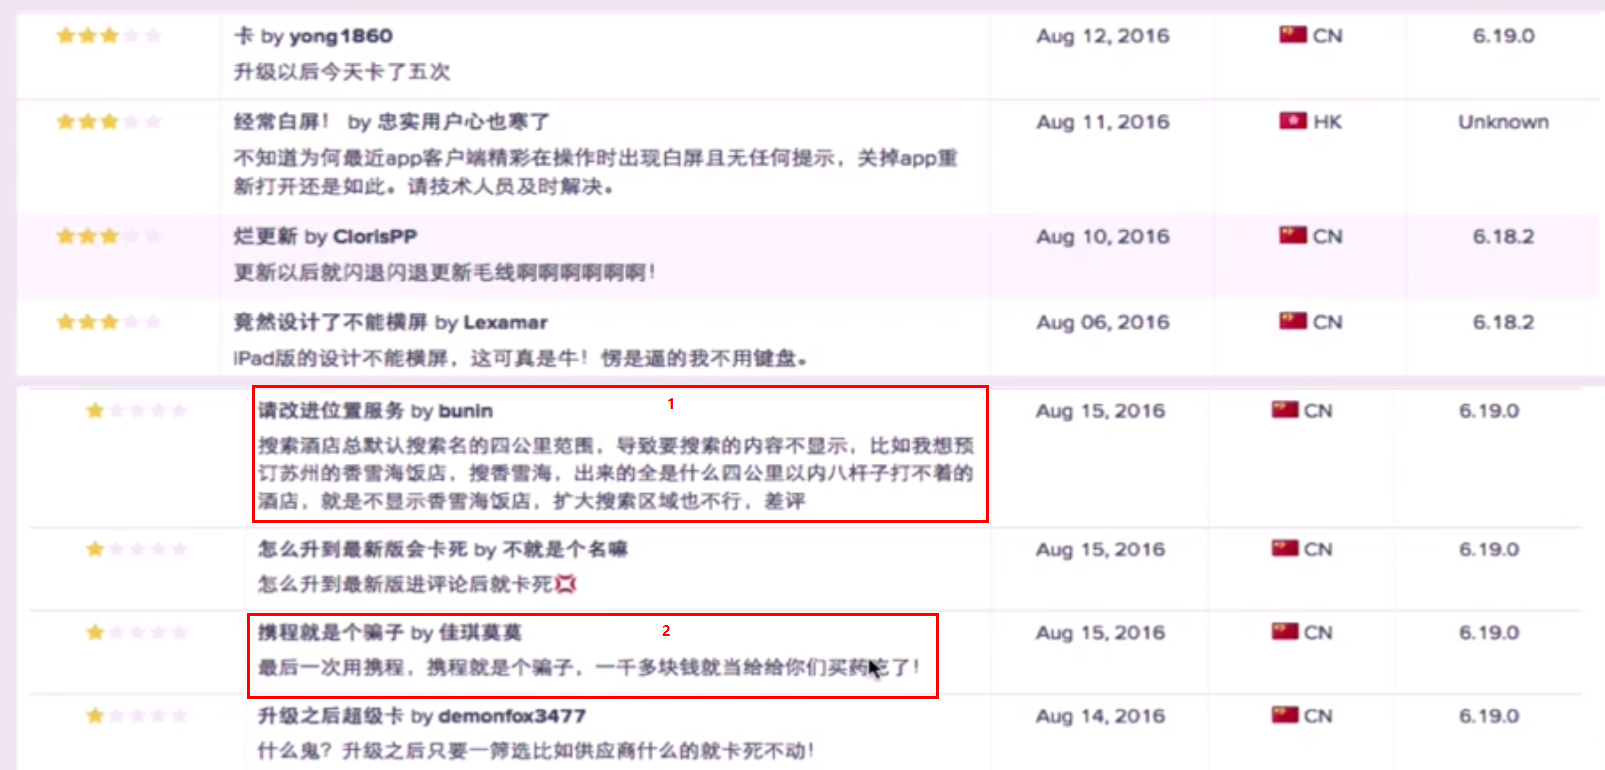 卡 by yong1860 Aug 12, 2016 CN 6.19.0
升级以后今天卡了五次
经常白屏！ by 忠实用户心也寒了 Aug 11, 2016 HK Unknown
不知道为何最近app客户端精彩在操作时出现白屏且无任何提示，关掉app重
新打开还是如此。请技术人员及时解决。
烂更新 by ClorisPP Aug 10, 2016 CN 6.18.2
更新以后就闪退闪退更新毛线啊啊啊啊啊啊！
竟然设计了不能横屏 by Lexamar Aug 06, 2016 CN 6.18.2
iPad版的设计不能横屏，这可真是牛！愣是逼的我不用键盘。
请改进位置服务 by bunin 1 Aug 15, 2016 CN 6.19.0
搜索酒店总默认搜索名的四公里范围，导致要搜索的内容不显示，比如我想预
订苏州的香雪海饭店，搜香雪海，出来的全是什么四公里以内八杆子打不着的
酒店，就是不显示香雪海饭店，扩大搜索区域也不行，差评
怎么升到最新版会卡死 by 不就是个名嘛 Aug 15, 2016 CN 6.19.0
怎么升到最新版进评论后就卡死💢
携程就是个骗子 by 佳琪莫莫 2 Aug 15, 2016 CN 6.19.0
最后一次用携程，携程就是个骗子，一千多块钱就当给给你们买药吃了！
升级之后超级卡 by demonfox3477 Aug 14, 2016 CN 6.19.0
什么鬼？升级之后只要一筛选比如供应商什么的就卡死不动！